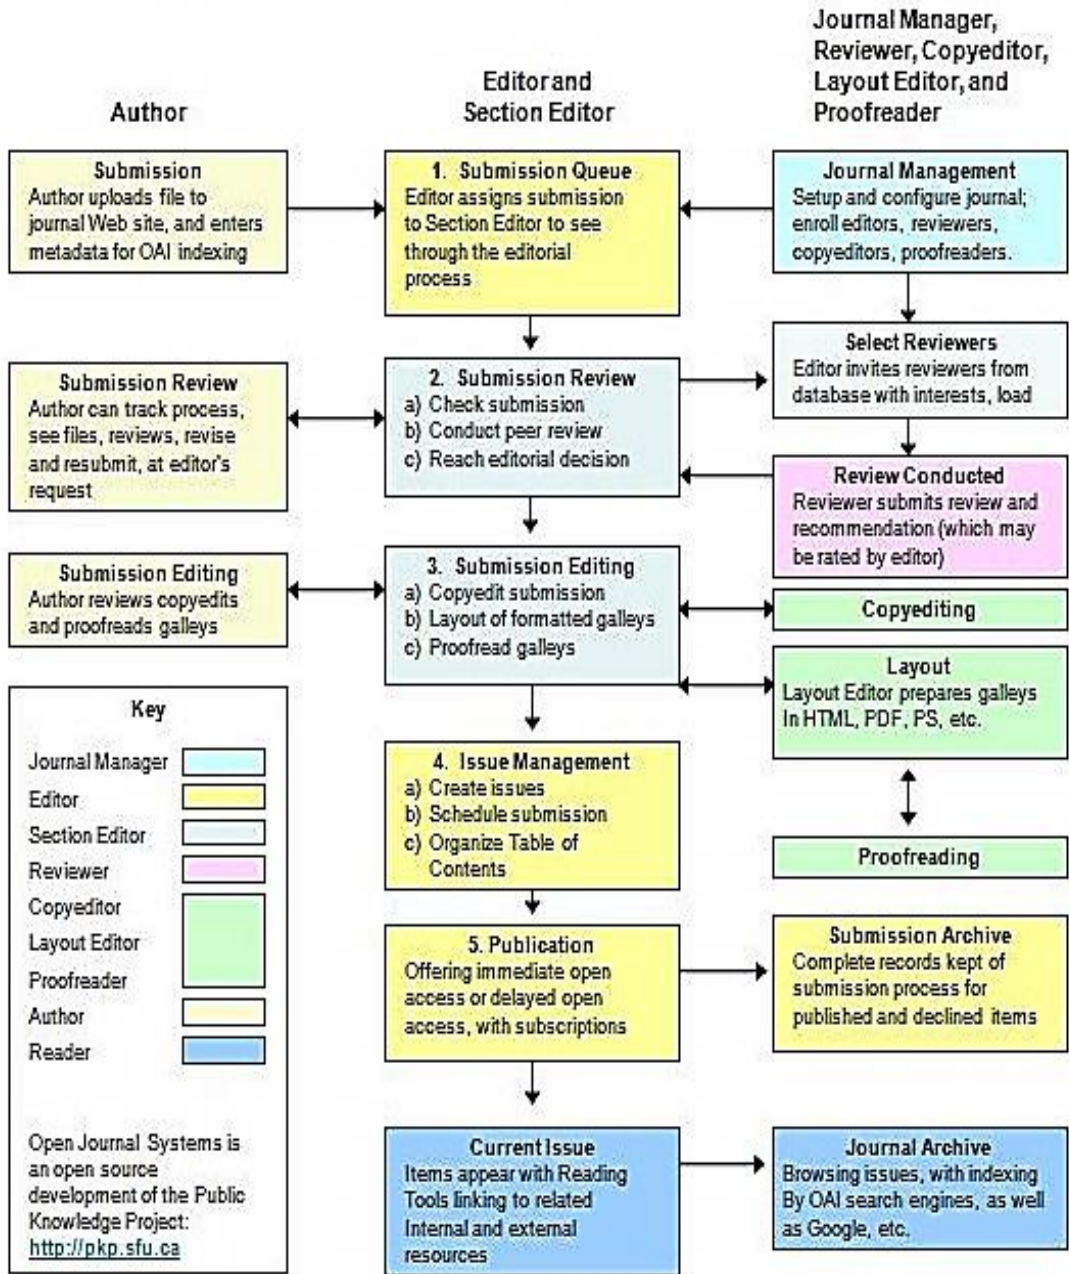 Author
Editor and
Section Editor
Journal Manager,
Reviewer, Copyeditor,
Layout Editor, and
Proofreader
Submission
Author uploads file to
journal Web site, and enters
metadata for OAI indexing
1. Submission Queue
Editor assigns submission
to Section Editor to see
through the editorial
process
Journal Management
Setup and configure journal;
enroll editors, reviewers,
copyeditors, proofreaders.
Select Reviewers
Editor invites reviewers from
database with interests, load
Submission Review
Author can track process,
see files, reviews, revise
and resubmit, at editor's
request
2. Submission Review
a) Check submission
b) Conduct peer review
c) Reach editorial decision
Review Conducted
Reviewer submits review and
recommendation (which may
be rated by editor)
Submission Editing
Author reviews copyedits
and proofreads galleys
3. Submission Editing
a) Copyedit submission
b) Layout of formatted galleys
c) Proofread galleys
Copyediting
Layout
Layout Editor prepares galleys
In HTML, PDF, PS, etc.
Proofreading
4. Issue Management
a) Create issues
b) Schedule submission
c) Organize Table of
Contents
5. Publication
Offering immediate open
access or delayed open
access, with subscriptions
Submission Archive
Complete records kept of
submission process for
published and declined items
Current Issue
Items appear with Reading
Tools linking to related
Internal and external
resources
Journal Archive
Browsing issues, with indexing
By OAI search engines, as well
as Google, etc.
Key
Journal Manager
Editor
Section Editor
Reviewer
Copyeditor
Layout Editor
Proofreader
Author
Reader
Open Journal Systems is
an open source
development of the Public
Knowledge Project:
http://pkp.sfu.ca